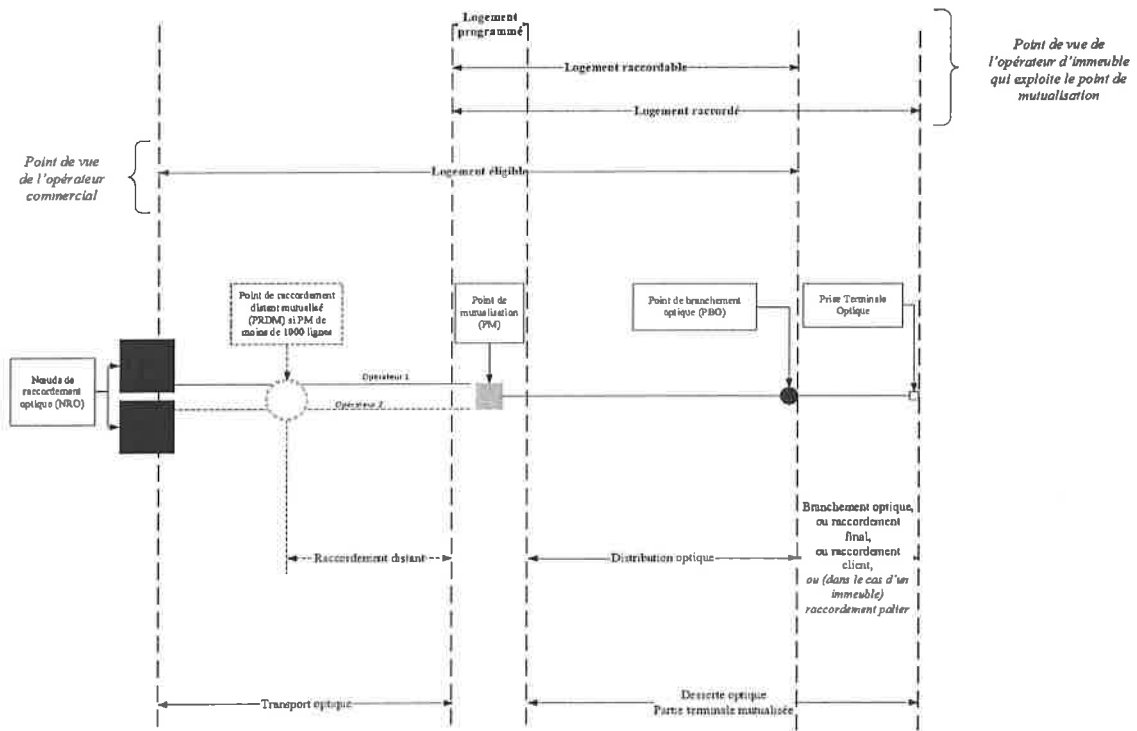 Logement
programmé
Logement raccordable
Logement raccordé
Point de vue de
l'opérateur d'immeuble
qui exploite le point de
mutualisation
Point de vue
de l'opérateur
commercial
Logement éligible
Point de raccordement
distant mutualisé
(PRDM) si PM de
moins de 1000 lignes
Point de
mutualisation (PM)
Point de branchement
optique (PBO)
Prise Terminale
Optique
Nœuds de
raccordement
optique (NRO)
Opérateur 1
Opérateur 2
Raccordement distant
Distribution optique
Branchement optique,
ou raccordement
final,
ou raccordement
client,
ou (dans le cas d'un
immeuble)
raccordement palier
Transport optique
Desserte optique
Partie terminale mutualisée